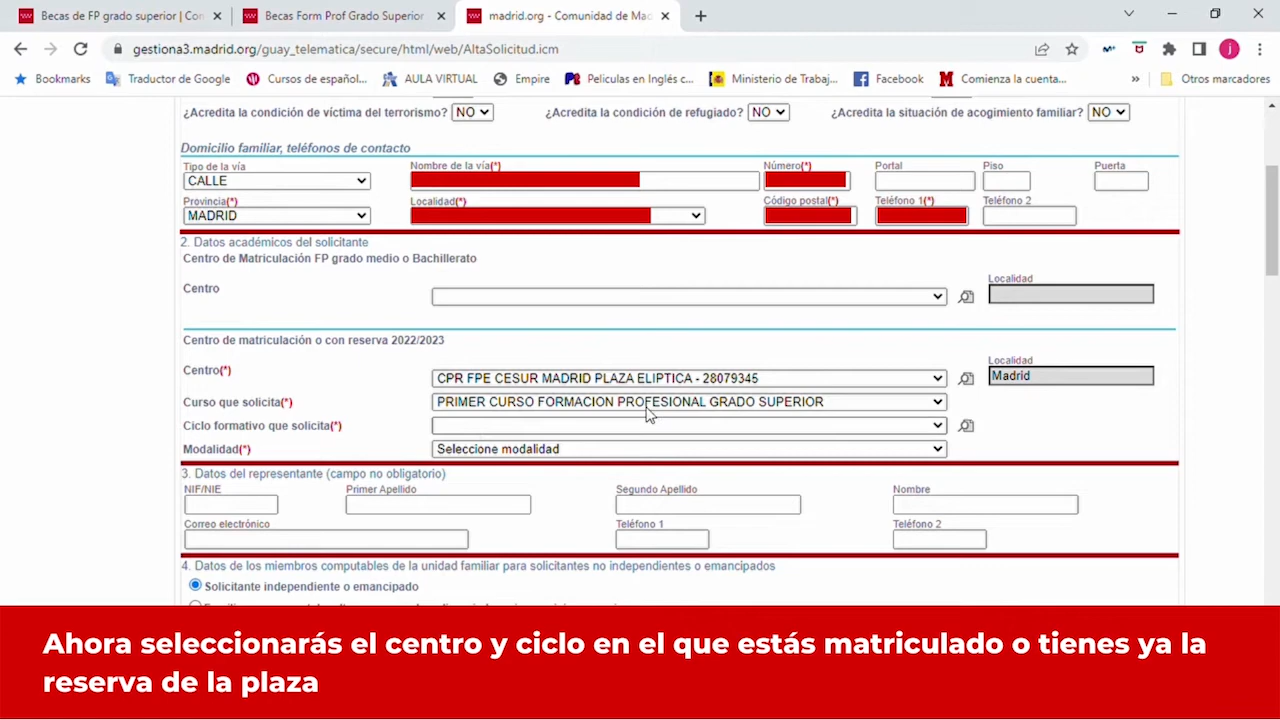 Becas de FP grado superior | Con
Becas Form Prof Grado Superior
madrid.org - Comunidad de Mad
gestiona3.madrid.org/guay_telematica/secure/html/web/AltaSolicitud.icm
j
Bookmarks
Traductor de Google
Cursos de español...
AULA VIRTUAL
Empire
Peliculas en Inglés c...
Ministerio de Trabaj...
Facebook
Comienza la cuenta...
»
Otros marcadores
¿Acredita la condición de víctima del terrorismo? NO
¿Acredita la condición de refugiado? NO
¿Acredita la situación de acogimiento familiar? NO
Domicilio familiar, teléfonos de contacto
Tipo de la vía
Nombre de la vía(*)
Número(*)
Portal
Piso
Puerta
CALLE
Provincia(*)
Localidad(*)
Código postal(*)
Teléfono 1(*)
Teléfono 2
MADRID
2. Datos académicos del solicitante
Centro de Matriculación FP grado medio o Bachillerato
Localidad
Centro
Centro de matriculación o con reserva 2022/2023
Localidad
Centro(*)
CPR FPE CESUR MADRID PLAZA ELIPTICA - 28079345
Madrid
Curso que solicita(*)
PRIMER CURSO FORMACION PROFESIONAL GRADO SUPERIOR
Ciclo formativo que solicita(*)
Modalidad(*)
Seleccione modalidad
3. Datos del representante (campo no obligatorio)
NIF/NIE
Primer Apellido
Segundo Apellido
Nombre
Correo electrónico
Teléfono 1
Teléfono 2
4. Datos de los miembros computables de la unidad familiar para solicitantes no independientes o emancipados
Solicitante independiente o emancipado
Ahora seleccionarás el centro y ciclo en el que estás matriculado o tienes ya la
reserva de la plaza